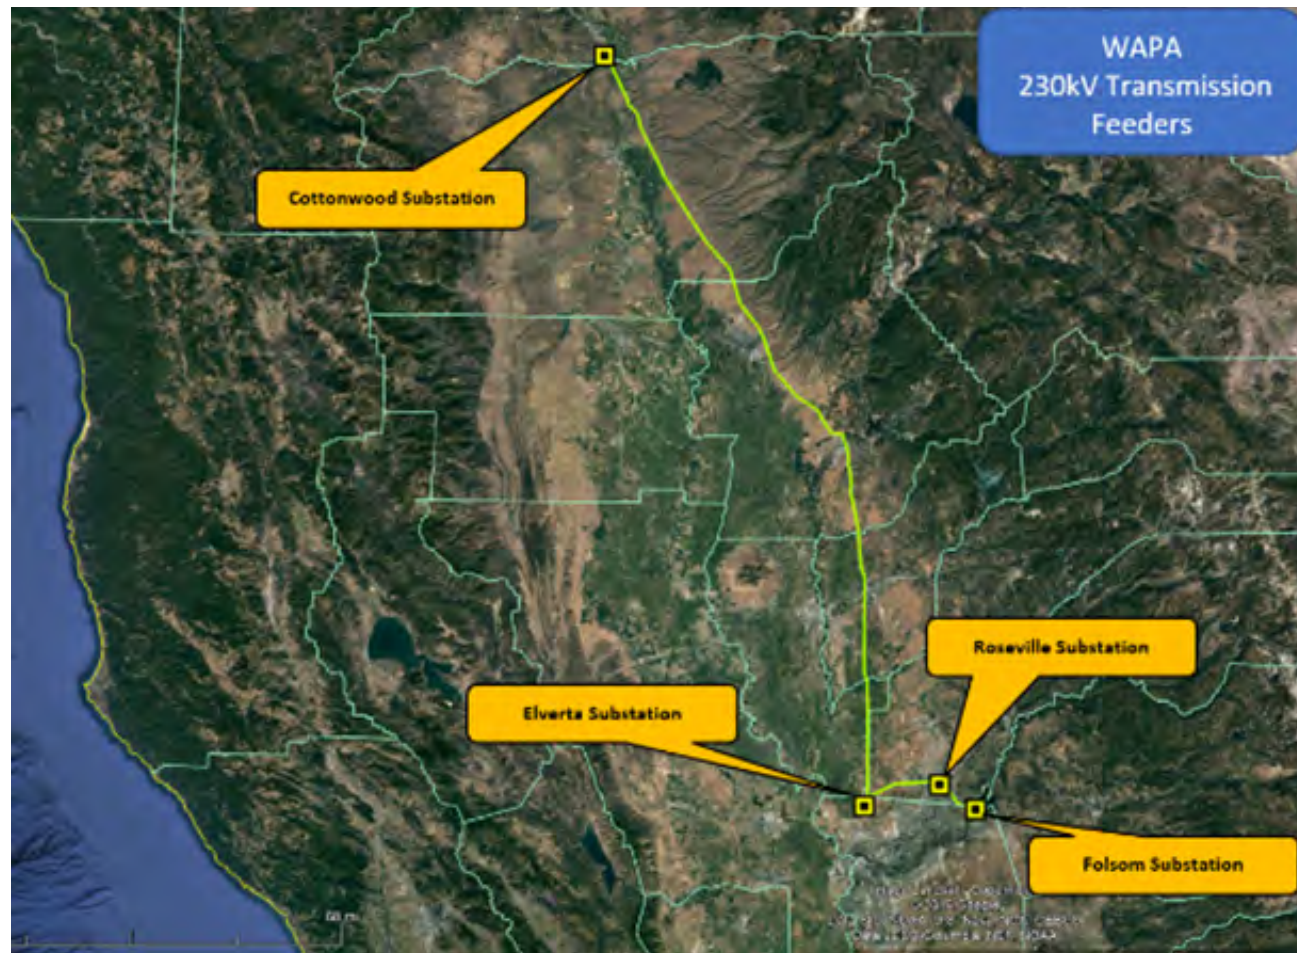 WAPA
230kV Transmission
Feeders
Cottonwood Substation
Roseville Substation
Elverta Substation
Folsom Substation